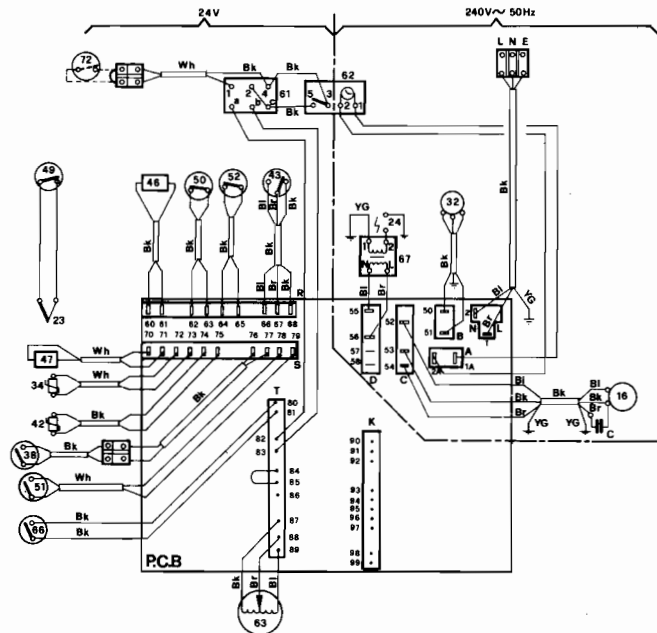 24V
240V~ 50Hz
L N E
72
Wh
Bk
Bk
62
1 2 4
61
5 3
2 1
a b c
Bk
49
46
50
52
43
Bl Br Bk
Bk
Bk
Bk
YG
24
32
Bk
Bk
1 2
N L
67
Bl
Br
Bl
YG
23
R
60 61 62 63 64 65 66 67 68
70 71 72 73 74 75 76 77 78 79
S
47
Wh
34
Wh
42
Bk
38
Bk
51
Wh
66
Bk
Bk
Bk
55
56
57
58
D
52
53
54
C
50
51
B
2
N L
Br
1
A
2A
1A
Bl
Bk
Br
YG
Bk
Bl
Bk
Br
YG
16
C
T
80
81
82
83
84
85
86
87
88
89
K
90
91
92
93
94
95
96
97
98
99
P.C.B
Bk
Br
Bl
63